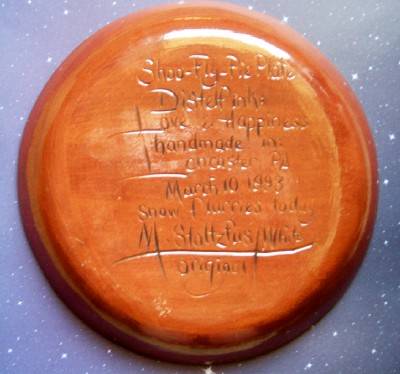 Shoo-Fly-Pie Plate
Distelfink:
Love & Happiness
handmade in:
Lancaster PA
March 10 1993
Snow Flurries today
M. Stoltzfus/White
original